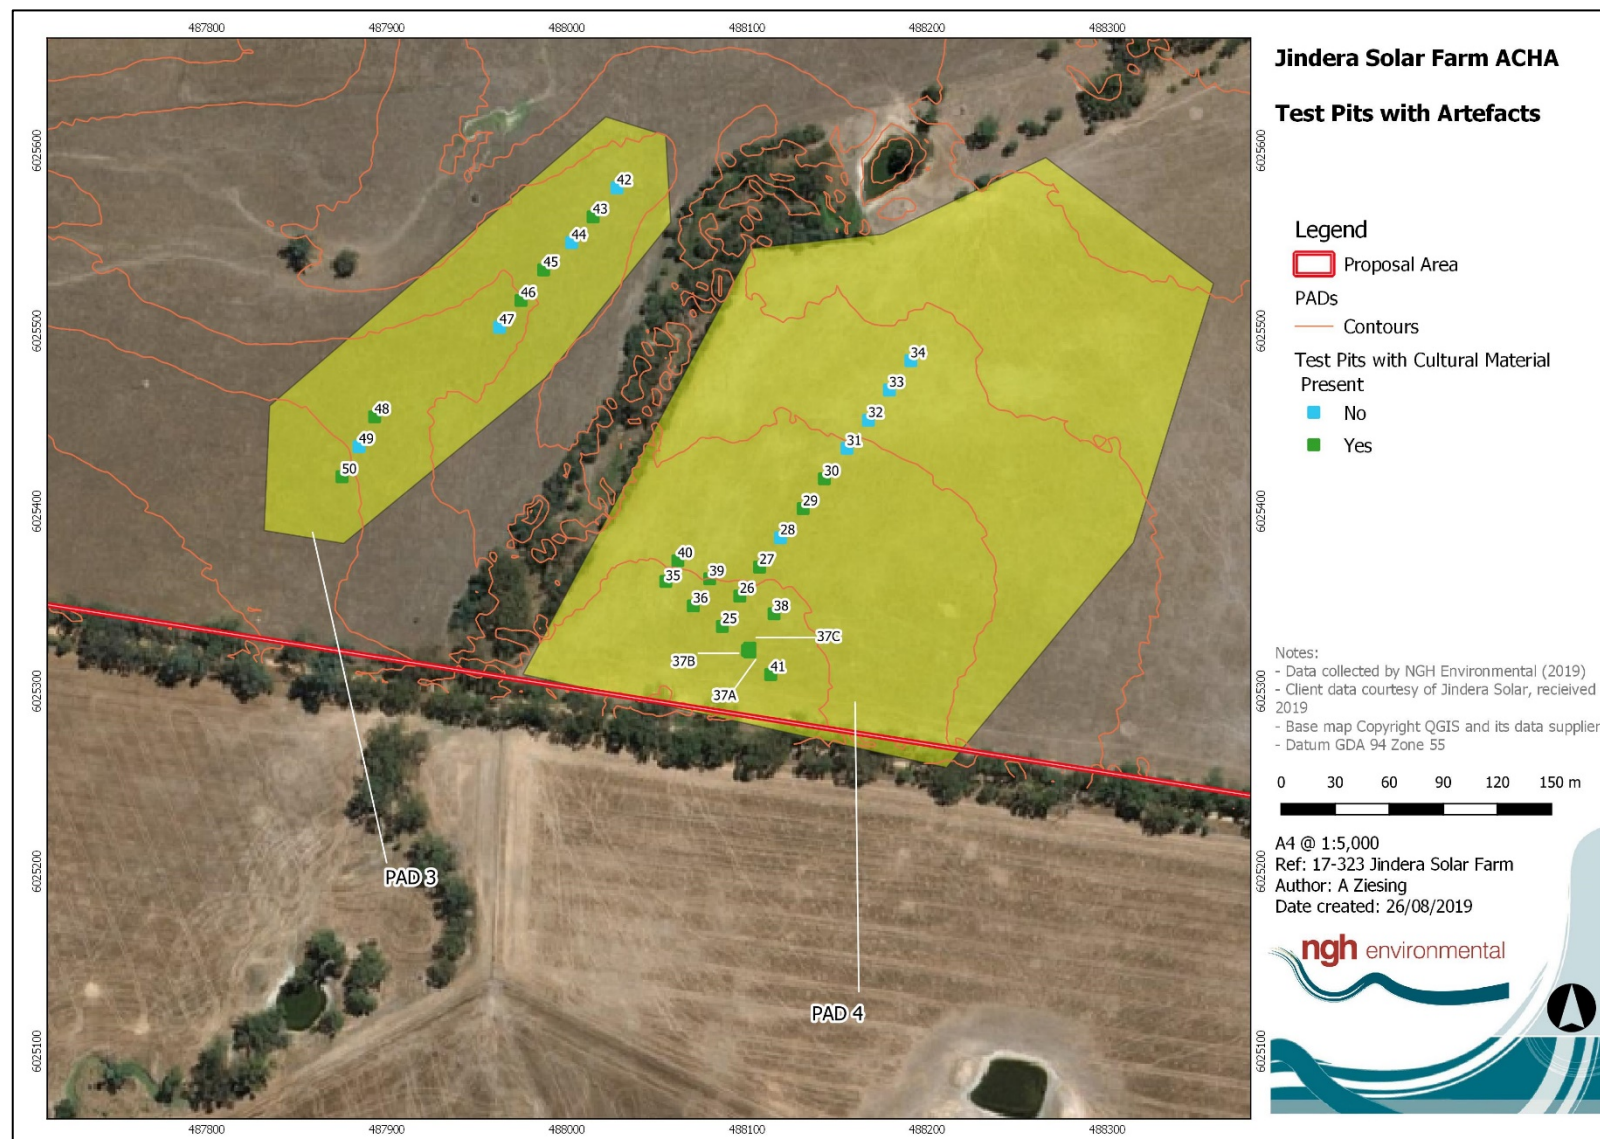 487800 487900 488000 488100 488200 488300
Jindera Solar Farm ACHA
Test Pits with Artefacts
6025600
6025500
6025400
6025300
6025200
6025100
6025600
6025500
6025400
6025300
6025200
6025100
42
43
44
45
46
47
48
49
50
34
33
32
31
30
29
28
27
40
39
35
26
36
38
25
37C
37B
41
37A
PAD 3
PAD 4
Legend
Proposal Area
PADs
Contours
Test Pits with Cultural Material
Present
No
Yes
Notes:
- Data collected by NGH Environmental (2019)
- Client data courtesy of Jindera Solar, recieived
2019
- Base map Copyright QGIS and its data supplier
- Datum GDA 94 Zone 55
0 30 60 90 120 150 m
A4 @ 1:5,000
Ref: 17-323 Jindera Solar Farm
Author: A Ziesing
Date created: 26/08/2019
ngh environmental
487800 487900 488000 488100 488200 488300